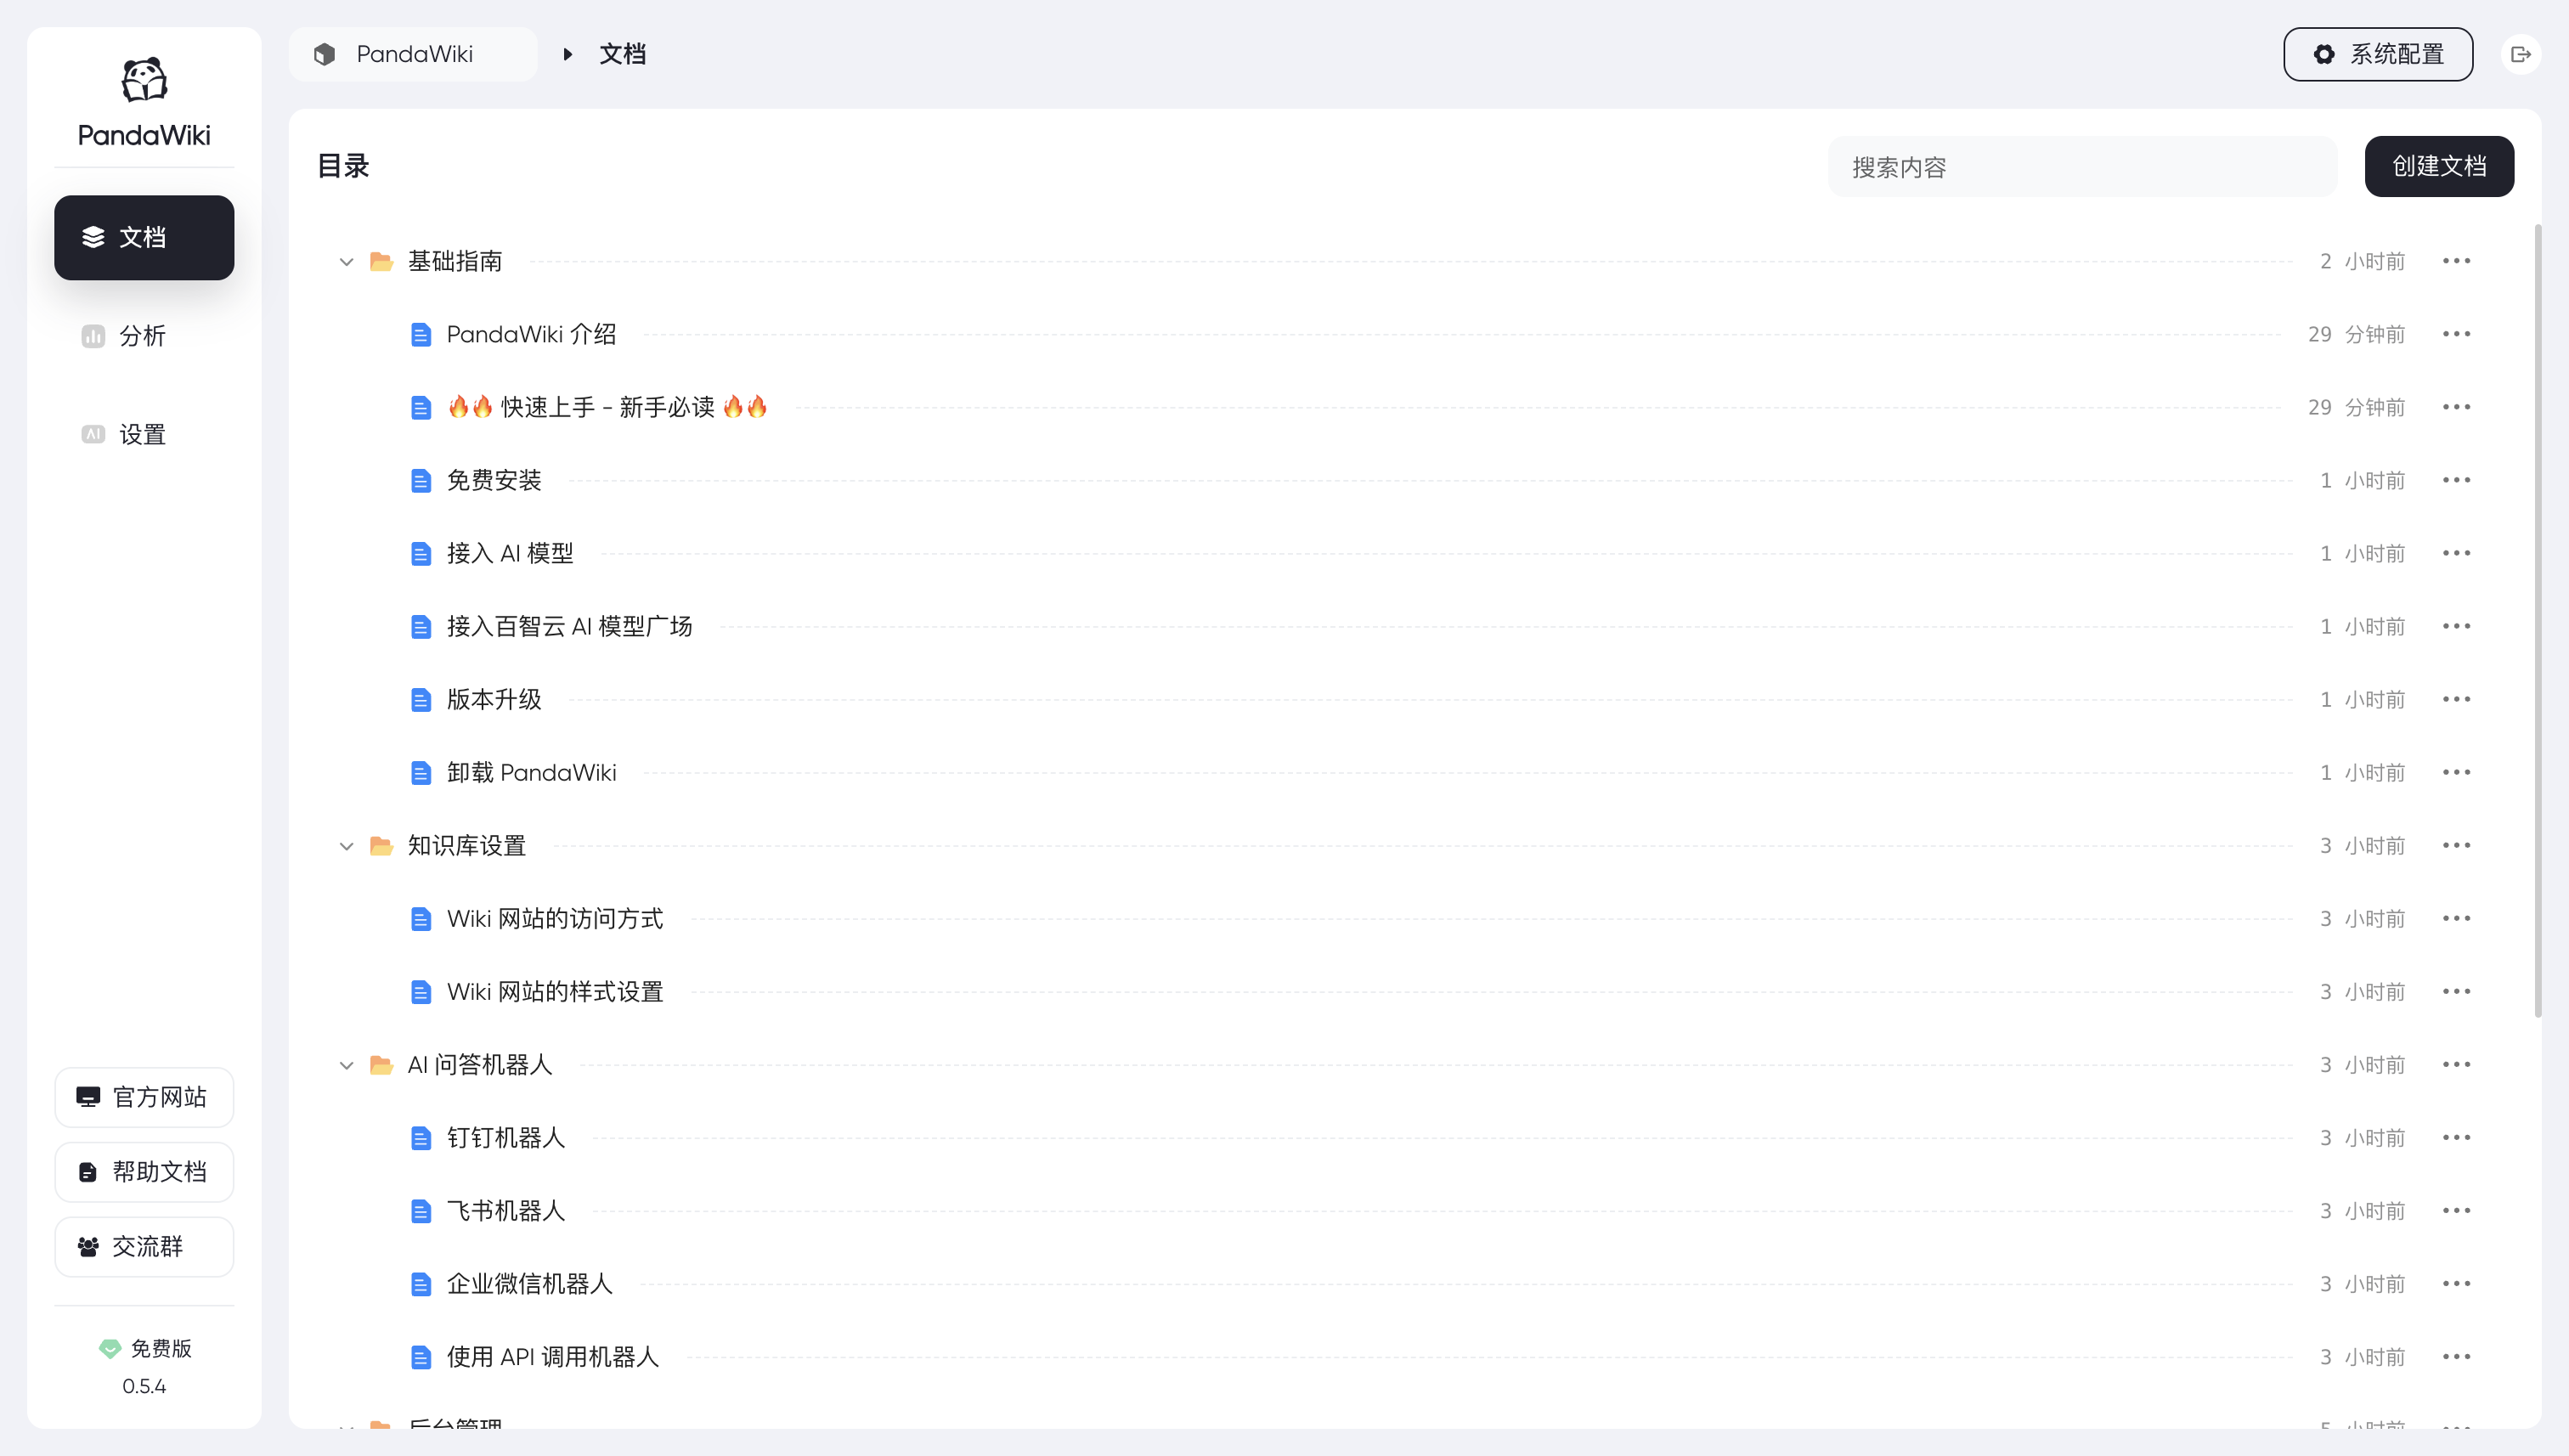 PandaWiki
文档
分析
设置
官方网站
帮助文档
交流群
免费版
0.5.4
PandaWiki
文档
系统配置
目录
搜索内容
创建文档
基础指南 2 小时前
PandaWiki 介绍 29 分钟前
🔥🔥 快速上手 - 新手必读 🔥🔥 29 分钟前
免费安装 1 小时前
接入 AI 模型 1 小时前
接入百智云 AI 模型广场 1 小时前
版本升级 1 小时前
卸载 PandaWiki 1 小时前
知识库设置 3 小时前
Wiki 网站的访问方式 3 小时前
Wiki 网站的样式设置 3 小时前
AI 问答机器人 3 小时前
钉钉机器人 3 小时前
飞书机器人 3 小时前
企业微信机器人 3 小时前
使用 API 调用机器人 3 小时前
后台管理 5 小时前